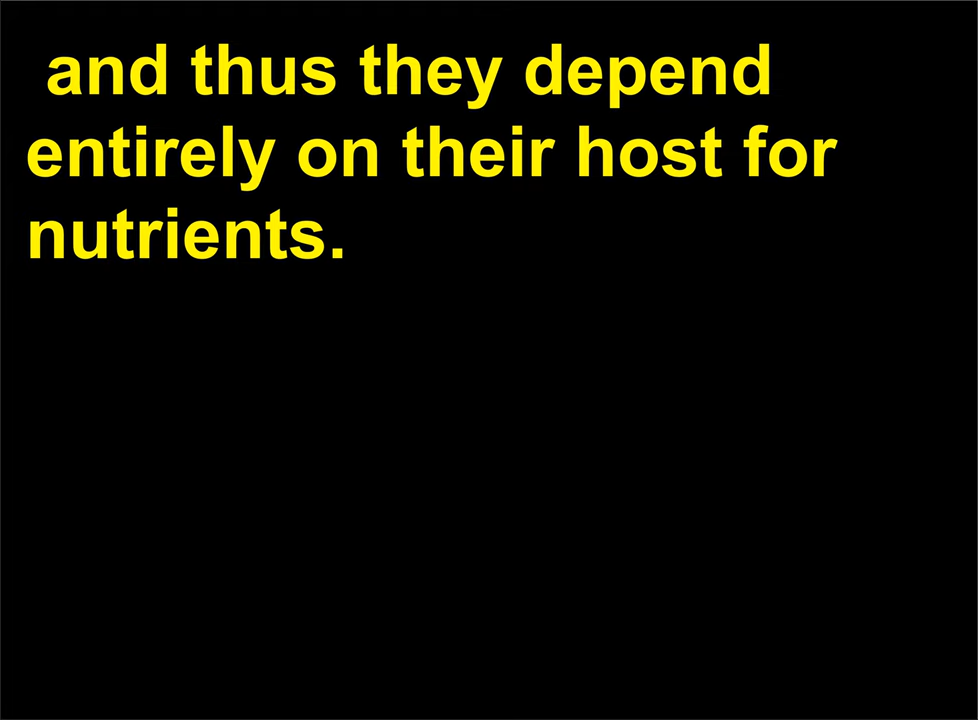 and thus they depend
entirely on their host for
nutrients.